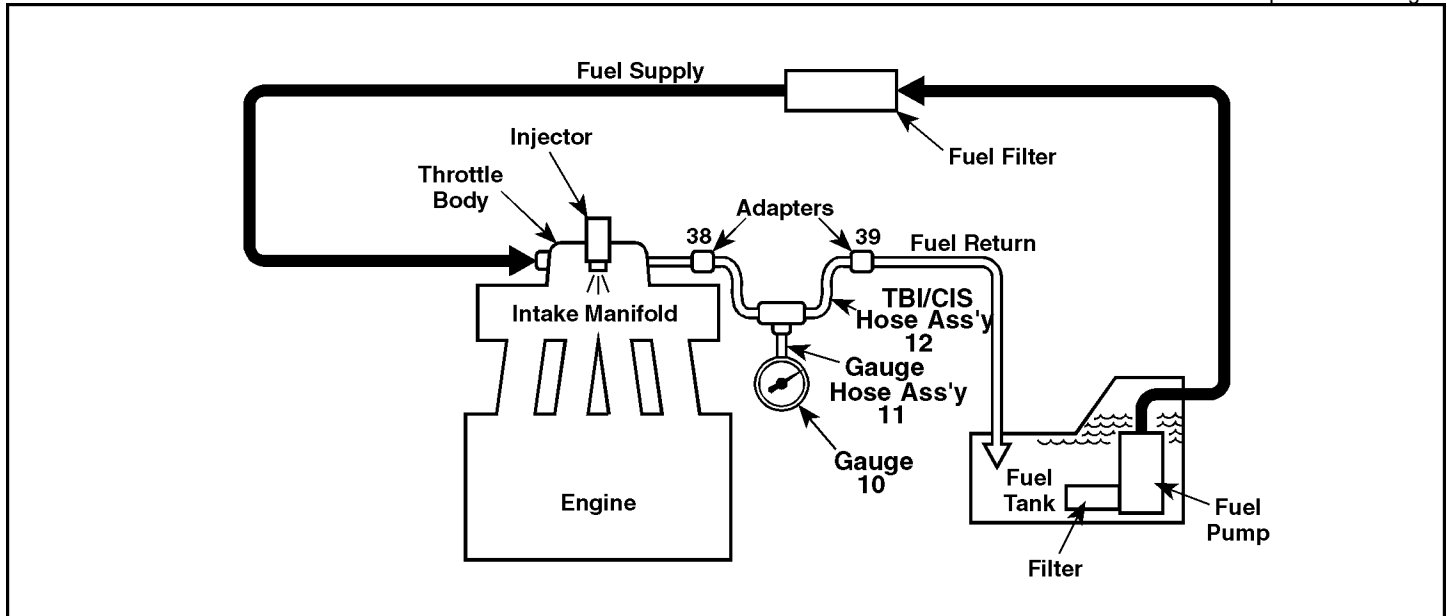 Fuel Supply
Injector
Fuel Filter
Throttle
Body
Adapters
38
39
Fuel Return
Intake Manifold
TBI/CIS
Hose Ass'y
12
Gauge
Hose Ass'y
11
Gauge
10
Engine
Fuel
Tank
Fuel
Pump
Filter